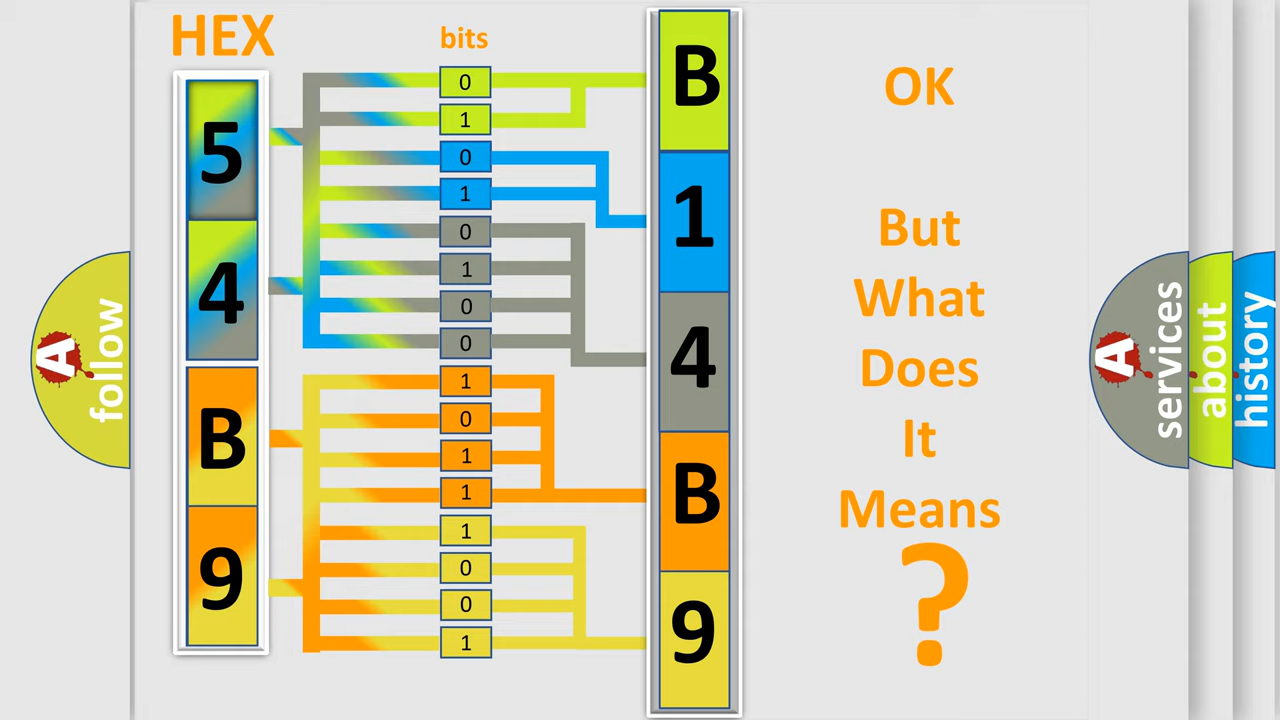 HEX
bits
5
4
B
9
0
1
0
1
0
1
0
0
1
0
1
1
1
0
0
1
B
1
4
B
9
OK
But
What
Does
It
Means
?
A
follow
A
services
about
history